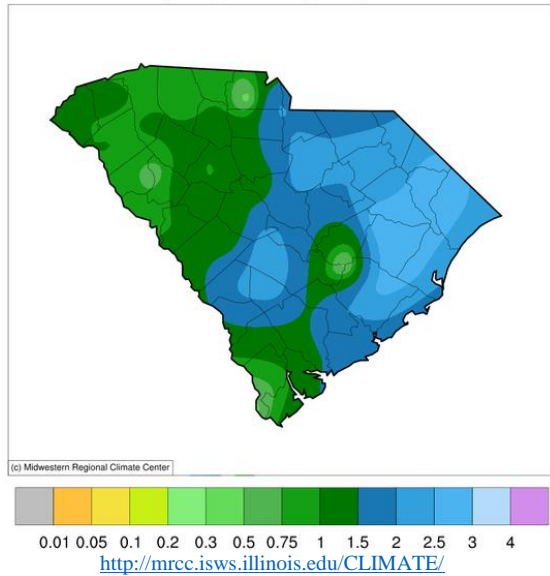 (c) Midwestern Regional Climate Center
0.01 0.05 0.1 0.2 0.3 0.5 0.75 1 1.5 2 2.5 3 4
http://mrcc.isws.illinois.edu/CLIMATE/